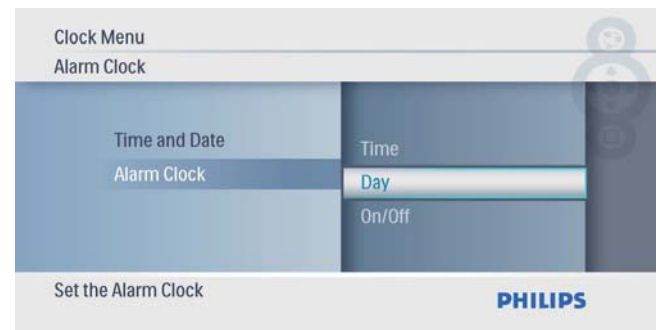 Clock Menu
Alarm Clock
Time and Date
Alarm Clock
Time
Day
On/Off
Set the Alarm Clock
PHILIPS